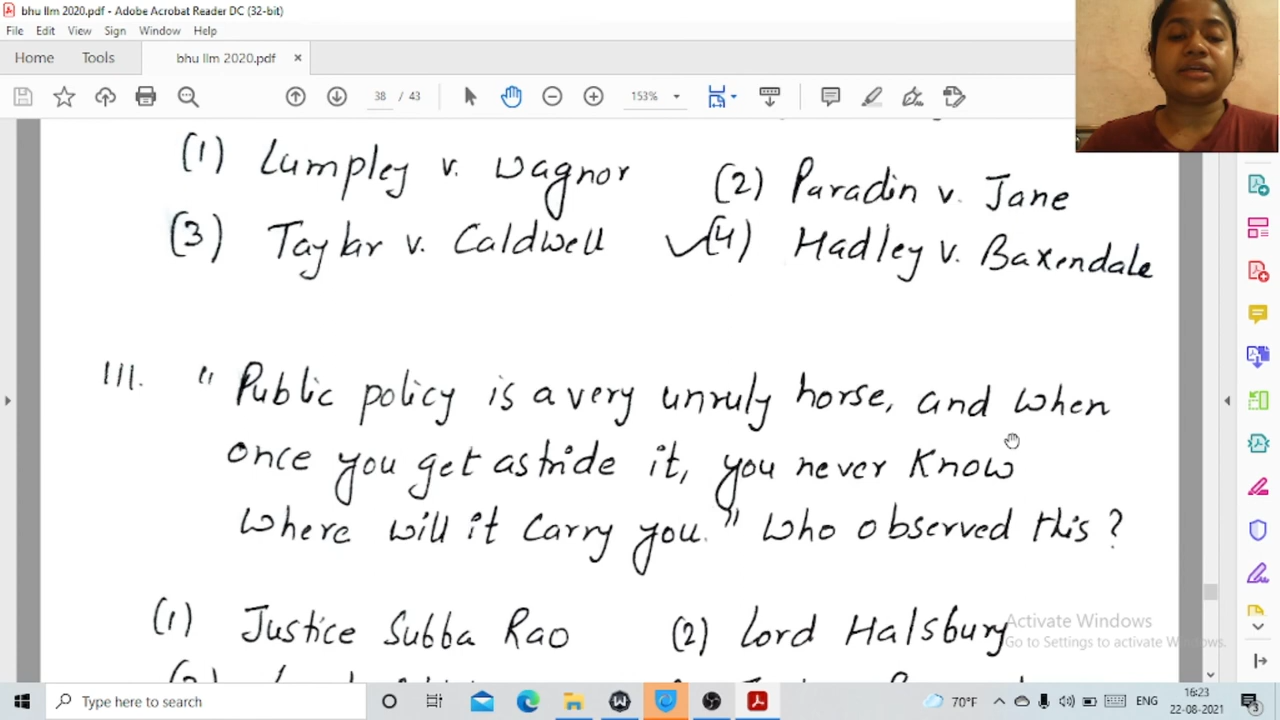 bhu llm 2020.pdf - Adobe Acrobat Reader DC (32-bit)
File Edit View Sign Window Help
Home Tools bhu llm 2020.pdf ×
38 / 43 153%
(1) Lumpley v. Wagnor (2) Paradin v. Jane
(3) Taylor v. Caldwell (4) Hadley v. Baxendale
111. " Public policy is a very unruly horse, and when
once you get astride it, you never know
where will it carry you." Who observed this?
(1) Justice Subba Rao (2) Lord Halsbury
Activate Windows
Go to Settings to activate Windows.
Type here to search 70°F ENG 16:23
22-08-2021 3